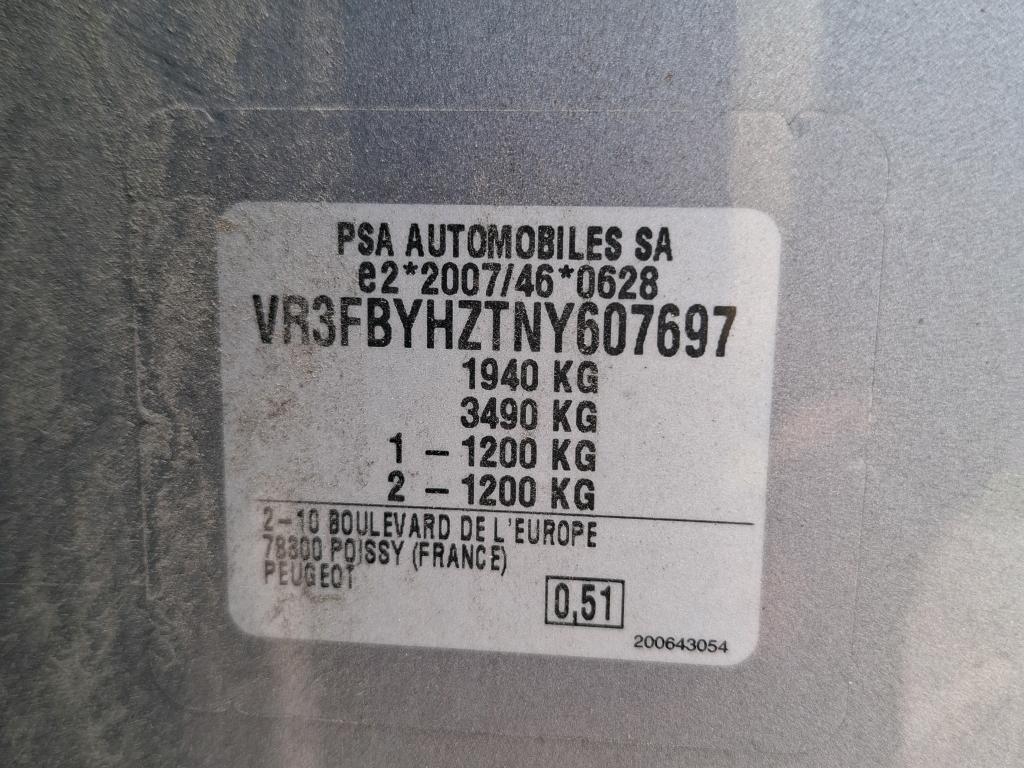 PSA AUTOMOBILES SA
e2*2007/46*0628
VR3FBYHZTNY607697
1940 KG
3490 KG
1 - 1200 KG
2 - 1200 KG
2-10 BOULEVARD DE L'EUROPE
78300 POISSY (FRANCE)
PEUGEOT
0,51
200643054